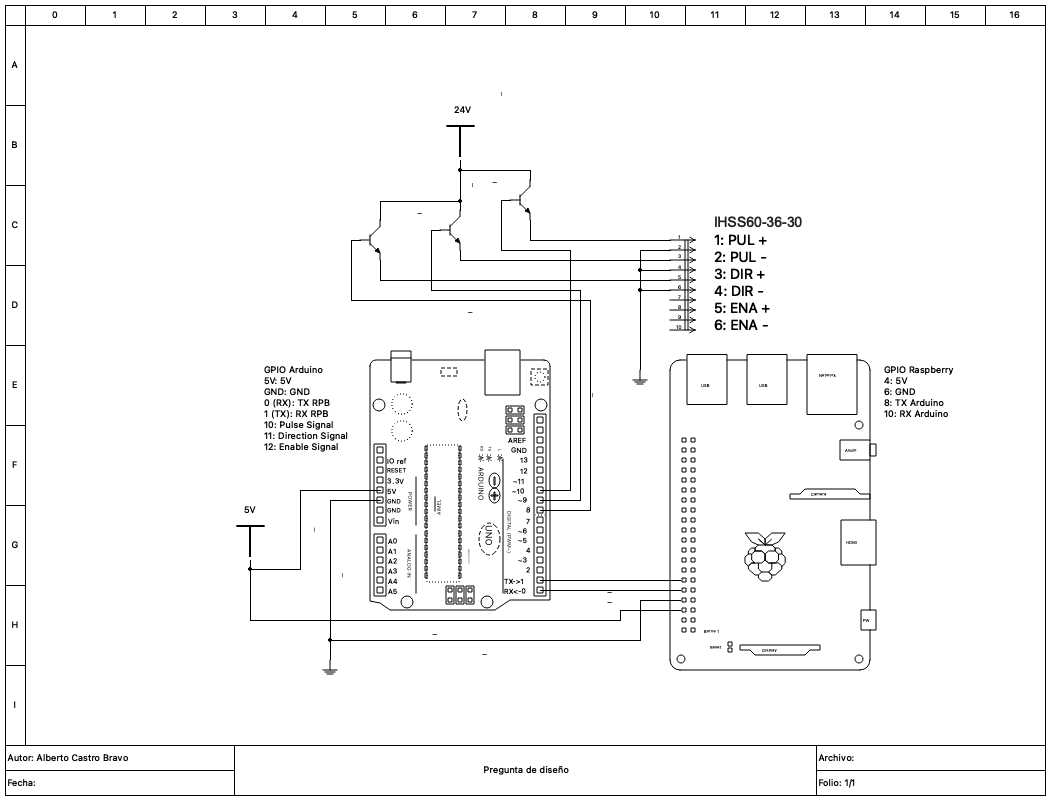 0 1 2 3 4 5 6 7 8 9 10 11 12 13 14 15 16
A
B
C
D
E
F
G
H
I
24V
IHSS60-36-30
1: PUL +
2: PUL -
3: DIR +
4: DIR -
5: ENA +
6: ENA -
1
2
3
4
5
6
7
8
9
10
GPIO Arduino
5V: 5V
GND: GND
0 (RX): TX RPB
1 (TX): RX RPB
10: Pulse Signal
11: Direction Signal
12: Enable Signal
IO ref
RESET
3.3V
5V
GND
GND
Vin
A0
A1
A2
A3
A4
A5
POWER
ANALOG IN
ATMEL
ARDUINO
UNO
RX
TX
L
DIGITAL (PWM~)
AREF
GND
13
12
~11
~10
~9
8
7
~6
~5
4
~3
2
TX->1
RX<-0
5V
USB
USB
Network
HDMI
PW
Camera
Display
GPIO Raspberry
4: 5V
6: GND
8: TX Arduino
10: RX Arduino
Autor: Alberto Castro Bravo
Fecha:
Pregunta de diseño
Archivo:
Folio: 1/1